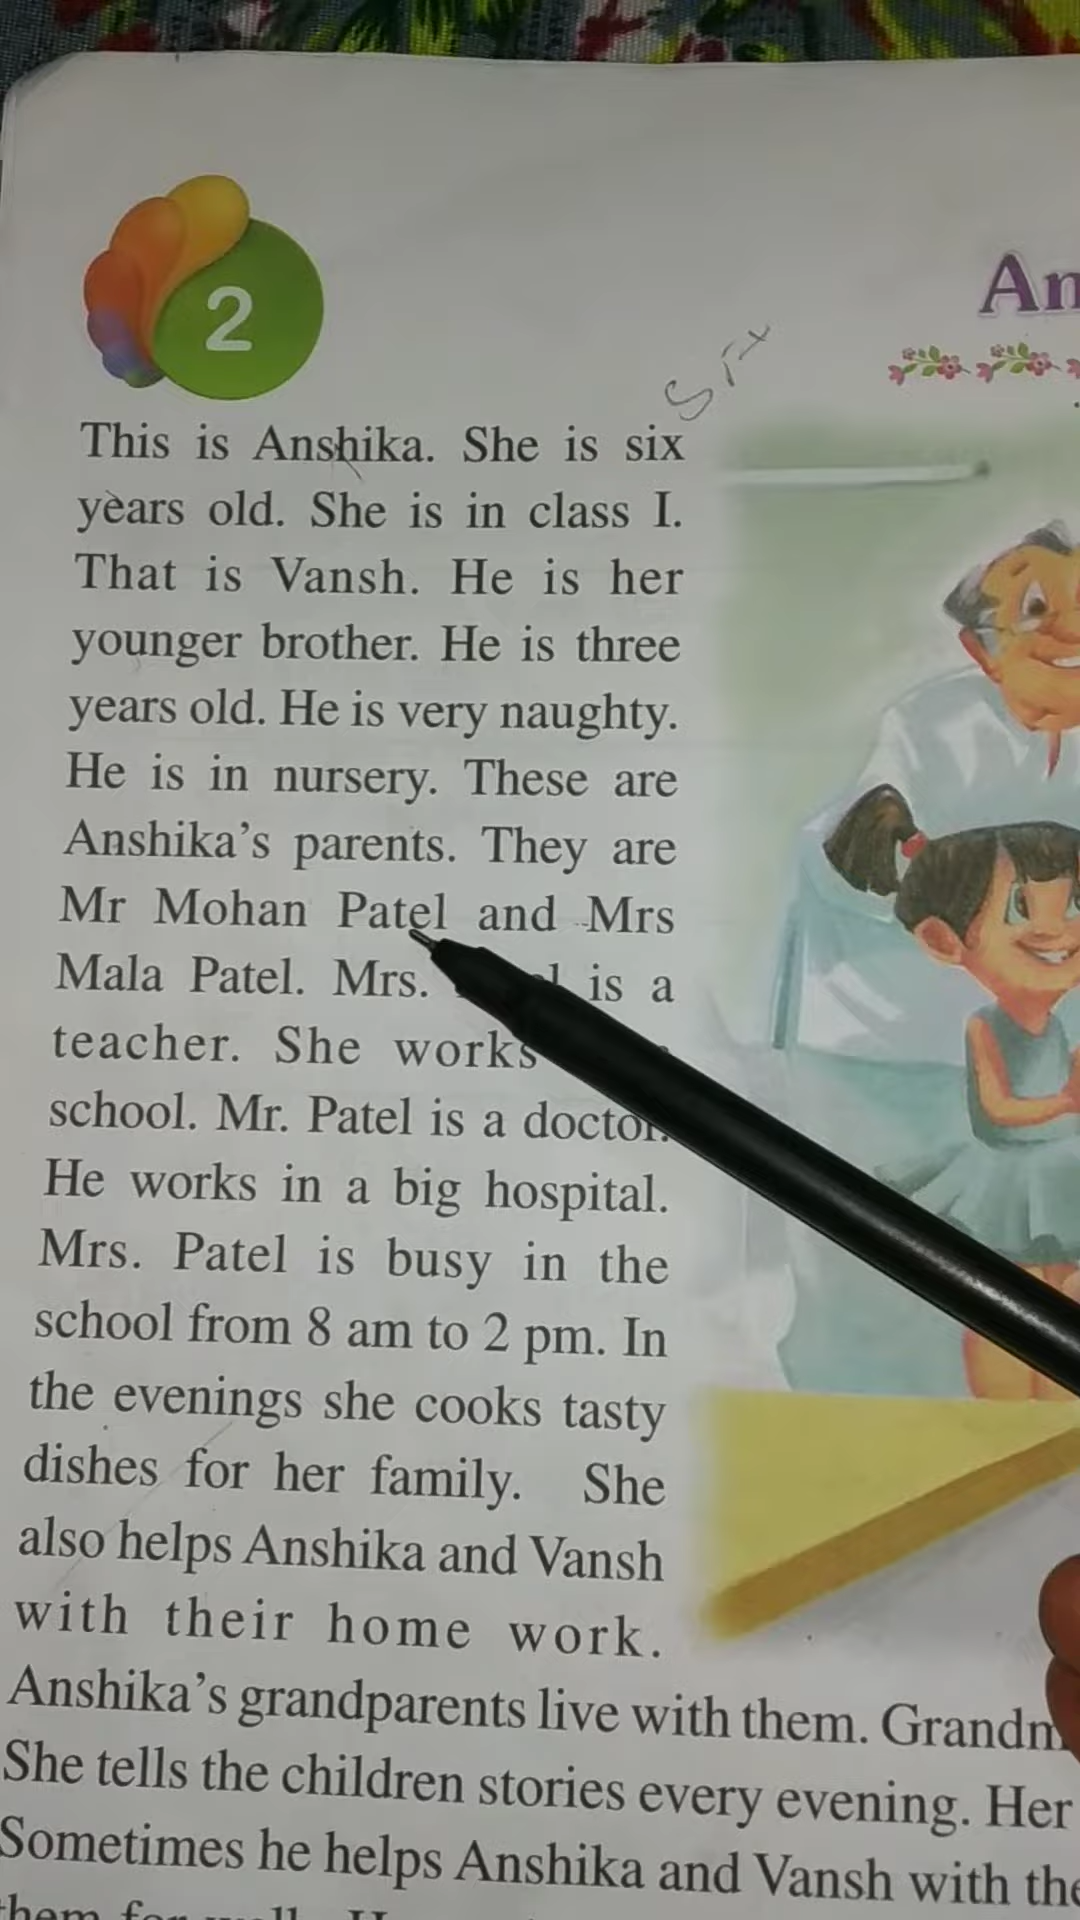 2
An
six
This is Anshika. She is six
years old. She is in class I.
That is Vansh. He is her
younger brother. He is three
years old. He is very naughty.
He is in nursery. These are
Anshika's parents. They are
Mr Mohan Patel and Mrs
Mala Patel. Mrs. is a
teacher. She works
school. Mr. Patel is a doctor.
He works in a big hospital.
Mrs. Patel is busy in the
school from 8 am to 2 pm. In
the evenings she cooks tasty
dishes for her family. She
also helps Anshika and Vansh
with their home work.
Anshika's grandparents live with them. Grandm
She tells the children stories every evening. Her
Sometimes he helps Anshika and Vansh with the
them for